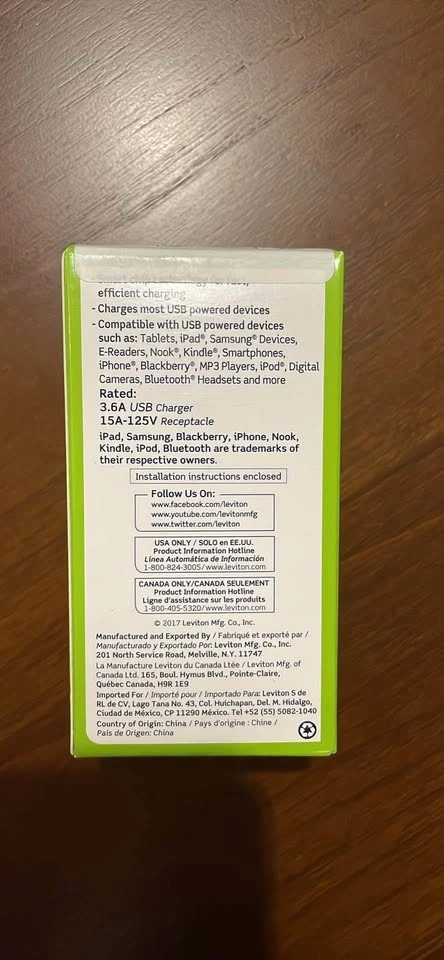 efficient charging
- Charges most USB powered devices
- Compatible with USB powered devices
such as: Tablets, iPad®, Samsung® Devices,
E-Readers, Nook®, Kindle®, Smartphones,
iPhone®, Blackberry®, MP3 Players, iPod®, Digital
Cameras, Bluetooth® Headsets and more
Rated:
3.6A USB Charger
15A-125V Receptacle
iPad, Samsung, Blackberry, iPhone, Nook,
Kindle, iPod, Bluetooth are trademarks of
their respective owners.
Installation instructions enclosed
Follow Us On:
www.facebook.com/leviton
www.youtube.com/levitonmfg
www.twitter.com/leviton
USA ONLY / SOLO en EE.UU.
Product Information Hotline
Línea Automática de Información
1-800-824-3005/www.leviton.com
CANADA ONLY/CANADA SEULEMENT
Product Information Hotline
Ligne d'assistance sur les produits
1-800-405-5320/www.leviton.com
© 2017 Leviton Mfg. Co., Inc.
Manufactured and Exported By / Fabriqué et exporté par /
Manufacturado y Exportado Por: Leviton Mfg. Co., Inc.
201 North Service Road, Melville, N.Y. 11747
La Manufacture Leviton du Canada Ltée / Leviton Mfg. of
Canada Ltd. 165, Boul. Hymus Blvd., Pointe-Claire,
Québec Canada, H9R 1E9
Imported For / Importé pour / Importado Para: Leviton S de
RL de CV, Lago Tana No. 43, Col. Huichapan, Del. M. Hidalgo,
Ciudad de México, CP 11290 México. Tel +52 (55) 5082-1040
Country of Origin: China / Pays d'origine : Chine /
País de Origen: China